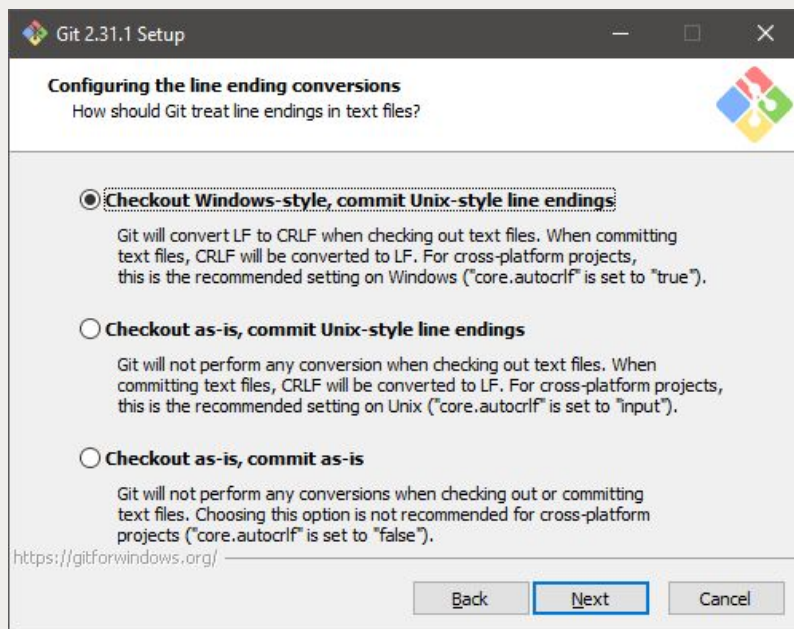 Git 2.31.1 Setup
Configuring the line ending conversions
How should Git treat line endings in text files?
Checkout Windows-style, commit Unix-style line endings
Git will convert LF to CRLF when checking out text files. When committing
text files, CRLF will be converted to LF. For cross-platform projects,
this is the recommended setting on Windows ("core.autocrlf" is set to "true").
Checkout as-is, commit Unix-style line endings
Git will not perform any conversion when checking out text files. When
committing text files, CRLF will be converted to LF. For cross-platform projects,
this is the recommended setting on Unix ("core.autocrlf" is set to "input").
Checkout as-is, commit as-is
Git will not perform any conversions when checking out or committing
text files. Choosing this option is not recommended for cross-platform
projects ("core.autocrlf" is set to "false").
https://gitforwindows.org/
Back
Next
Cancel